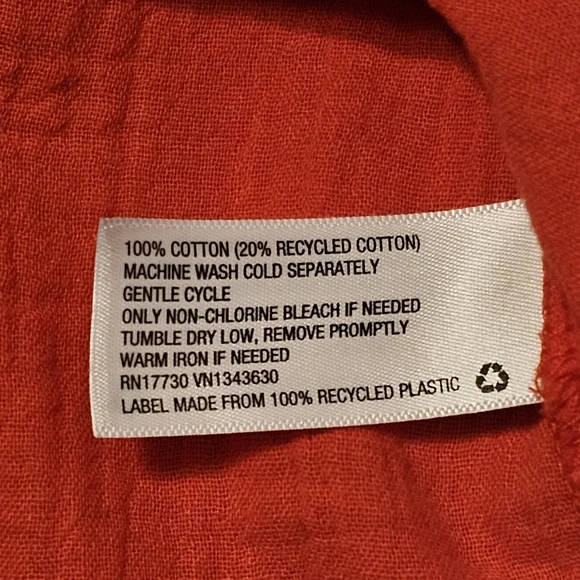 100% COTTON (20% RECYCLED COTTON)
MACHINE WASH COLD SEPARATELY
GENTLE CYCLE
ONLY NON-CHLORINE BLEACH IF NEEDED
TUMBLE DRY LOW, REMOVE PROMPTLY
WARM IRON IF NEEDED
RN17730 VN1343630
LABEL MADE FROM 100% RECYCLED PLASTIC